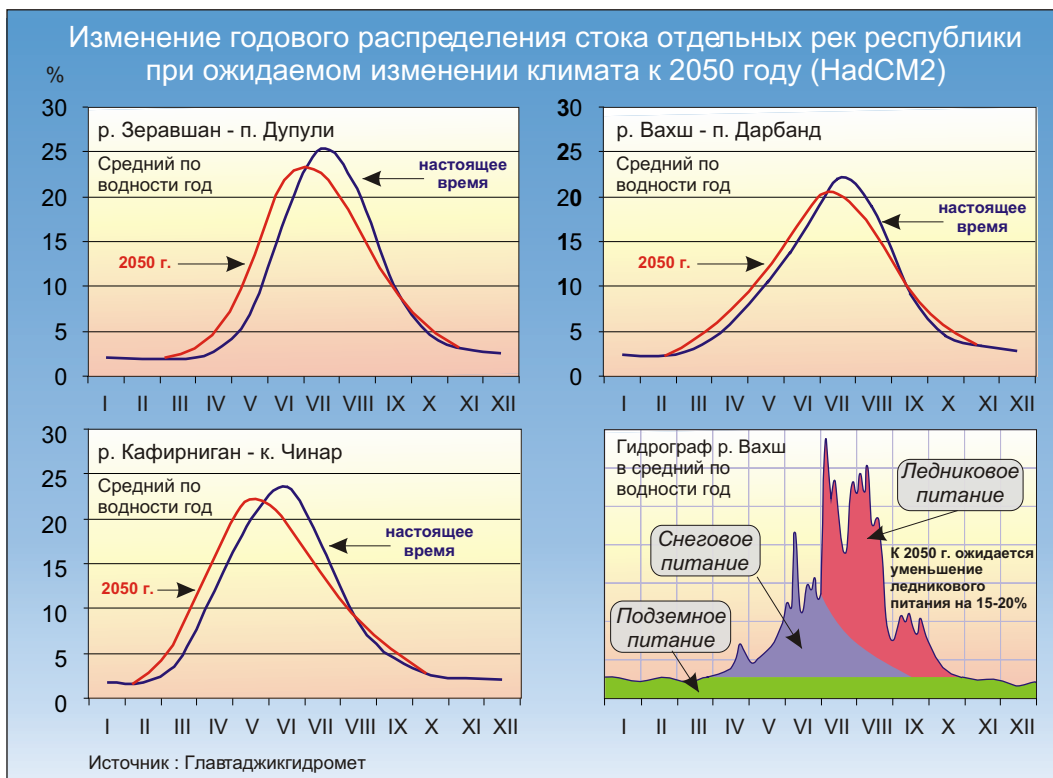 Изменение годового распределения стока отдельных рек республики
при ожидаемом изменении климата к 2050 году (HadCM2)
%
30
25
20
15
10
5
0
р. Зеравшан - п. Дупули
Средний по
водности год
настоящее
время
2050 г.
I II III IV V VI VII VIII IX X XI XII
30
25
20
15
10
5
0
р. Вахш - п. Дарбанд
Средний по
водности год
настоящее
время
2050 г.
I II III IV V VI VII VIII IX X XI XII
30
25
20
15
10
5
0
р. Кафирниган - к. Чинар
Средний по
водности год
настоящее
время
2050 г.
I II III IV V VI VII VIII IX X XI XII
Гидрограф р. Вахш
в средний по
водности год
Ледниковое
питание
Снеговое
питание
К 2050 г. ожидается
уменьшение
ледникового
питания на 15-20%
Подземное
питание
I II III IV V VI VII VIII IX X XI XII
Источник : Главтаджикгидромет